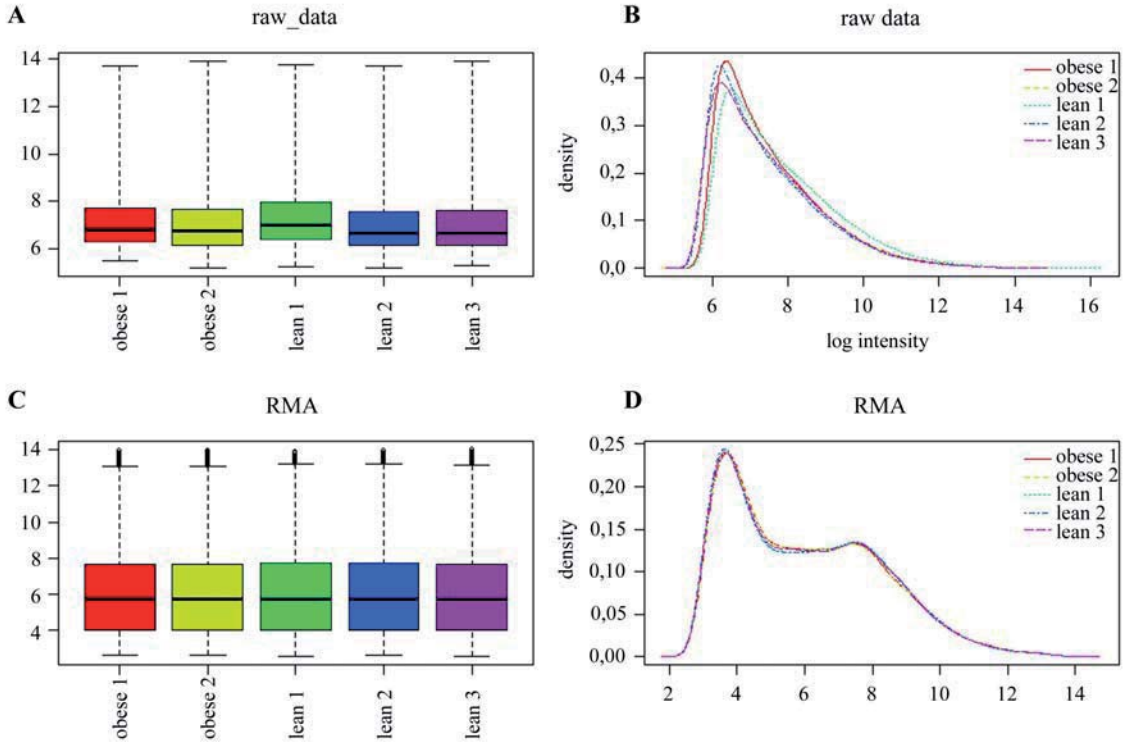 A
raw_data
14
12
10
8
6
obese 1
obese 2
lean 1
lean 2
lean 3
B
raw data
0,4
0,3
0,2
0,1
0,0
density
6
8
10
12
14
16
log intensity
obese 1
obese 2
lean 1
lean 2
lean 3
C
RMA
14
12
8
6
4
obese 1
obese 2
lean 1
lean 2
lean 3
D
RMA
0,25
0,20
0,15
0,10
0,05
0,00
density
2
4
6
8
10
12
14
obese 1
obese 2
lean 1
lean 2
lean 3